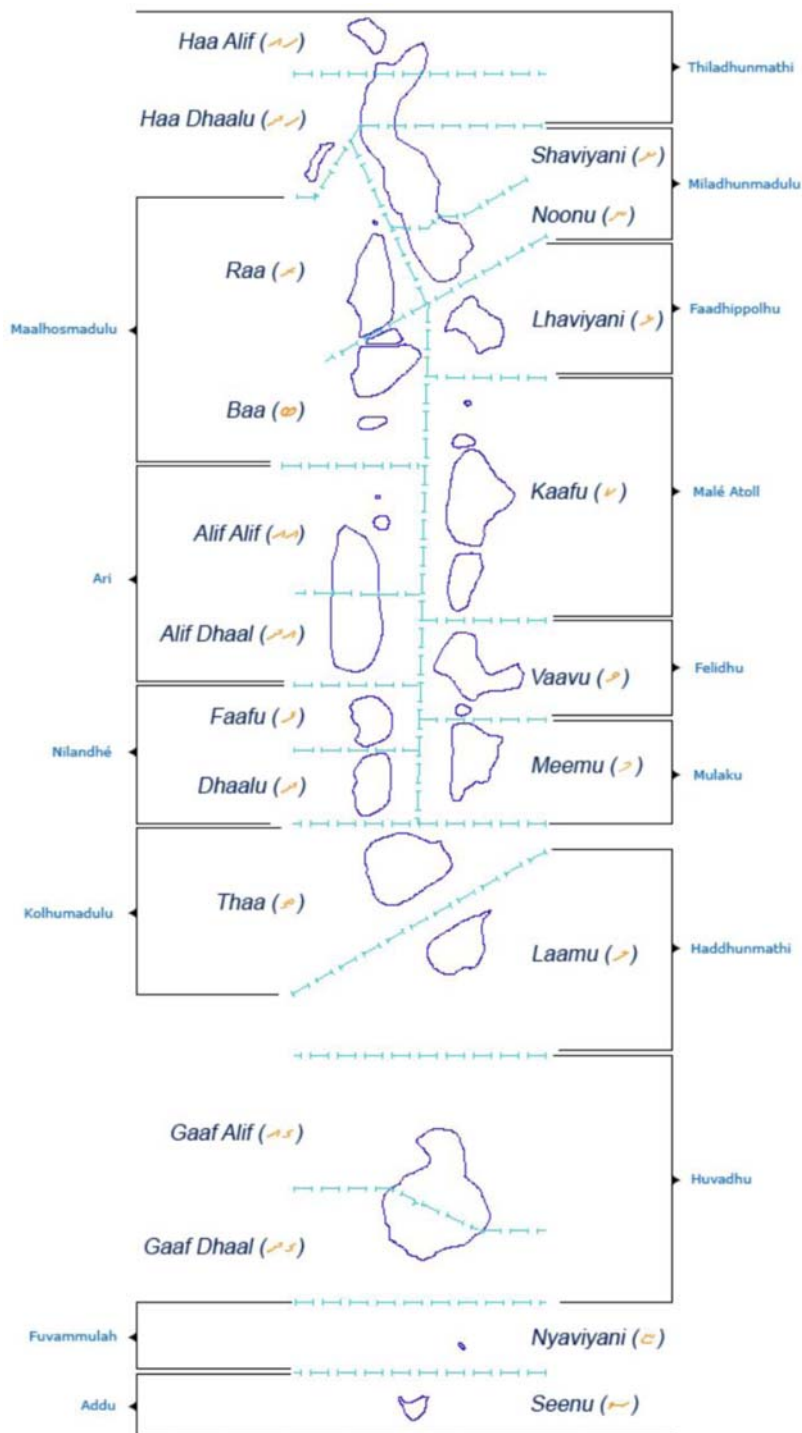 Haa Alif (ހއ)
Thiladhunmathi
Haa Dhaalu (ހދ)
Shaviyani (ށ)
Miladhunmadulu
Noonu (ނ)
Raa (ރ)
Faadhippolhu
Lhaviyani (ޅ)
Maalhosmadulu
Baa (ބ)
Kaafu (ކ)
Malé Atoll
Alif Alif (އއ)
Ari
Alif Dhaal (އދ)
Vaavu (ވ)
Felidhu
Faafu (ފ)
Nilandhé
Meemu (މ)
Mulaku
Dhaalu (ދ)
Thaa (ތ)
Kolhumadulu
Laamu (ލ)
Haddhunmathi
Gaaf Alif (ގއ)
Huvadhu
Gaaf Dhaal (ގދ)
Fuvammulah
Nyaviyani (ޏ)
Addu
Seenu (ސ)